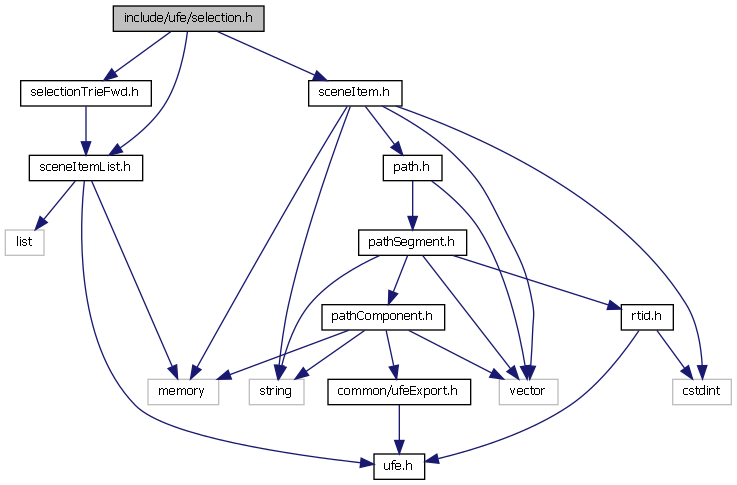 include/ufe/selection.h
selectionTrieFwd.h
sceneItem.h
sceneItemList.h
path.h
list
pathSegment.h
pathComponent.h
rtid.h
memory
string
common/ufeExport.h
vector
cstdint
ufe.h